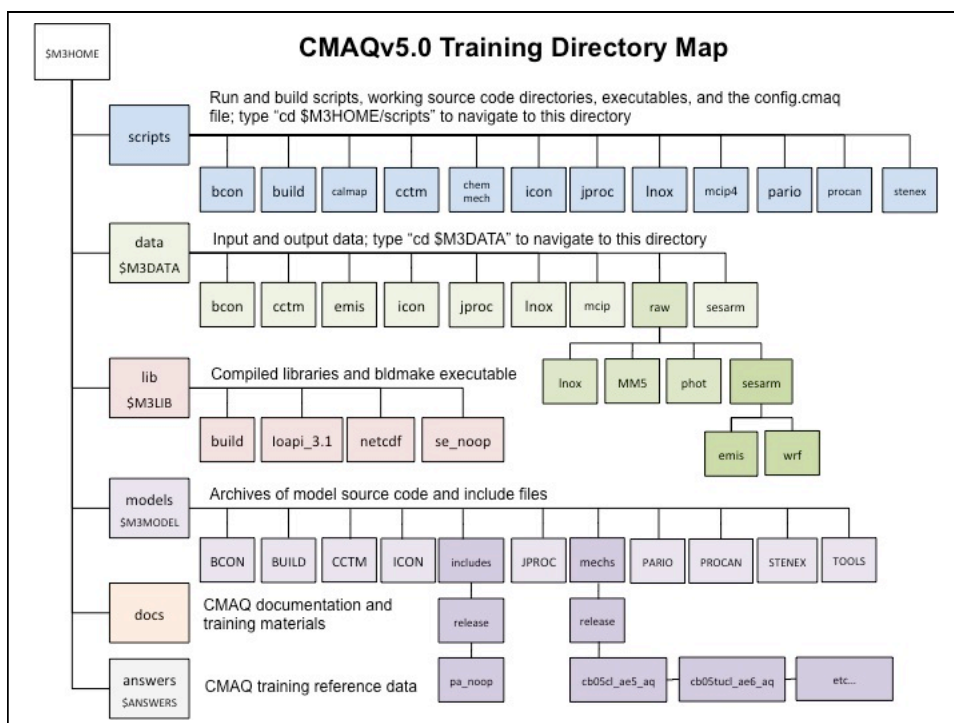 $M3HOME
CMAQv5.0 Training Directory Map
Run and build scripts, working source code directories, executables, and the config.cmaq
file; type “cd $M3HOME/scripts” to navigate to this directory
scripts
bcon
build
calmap
cctm
chem
mech
icon
jproc
lnox
mcip4
pario
procan
stenex
data
$M3DATA
Input and output data; type “cd $M3DATA” to navigate to this directory
bcon
cctm
emis
icon
jproc
lnox
mcip
raw
sesarm
lnox
MM5
phot
sesarm
emis
wrf
lib
$M3LIB
Compiled libraries and bldmake executable
build
Ioapi_3.1
netcdf
se_noop
models
$M3MODEL
Archives of model source code and include files
BCON
BUILD
CCTM
ICON
includes
JPROC
mechs
PARIO
PROCAN
STENEX
TOOLS
release
release
pa_noop
cb05cl_ae5_aq
cb05tucl_ae6_aq
etc...
docs
CMAQ documentation and
training materials
answers
$ANSWERS
CMAQ training reference data